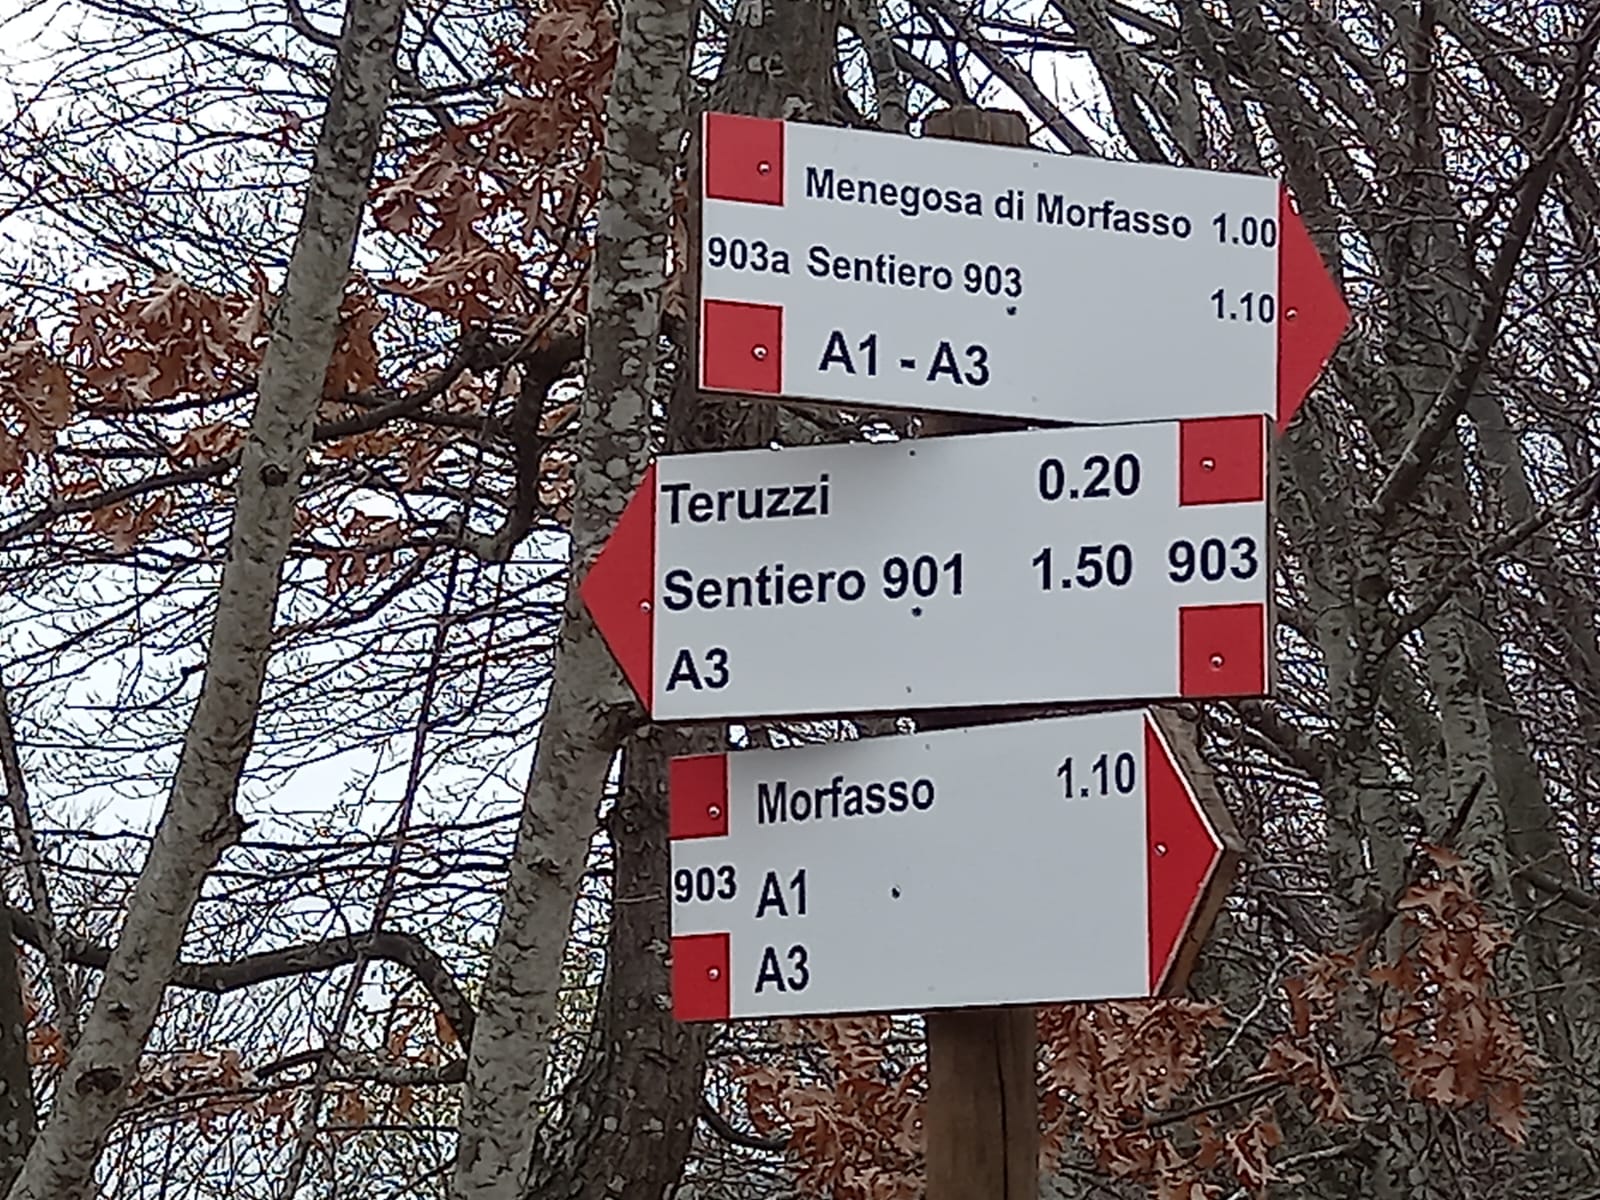 Menegosa di Morfasso 1.00
903a Sentiero 903 1.10
A1 - A3
Teruzzi 0.20
Sentiero 901 1.50 903
A3
Morfasso 1.10
903 A1
A3